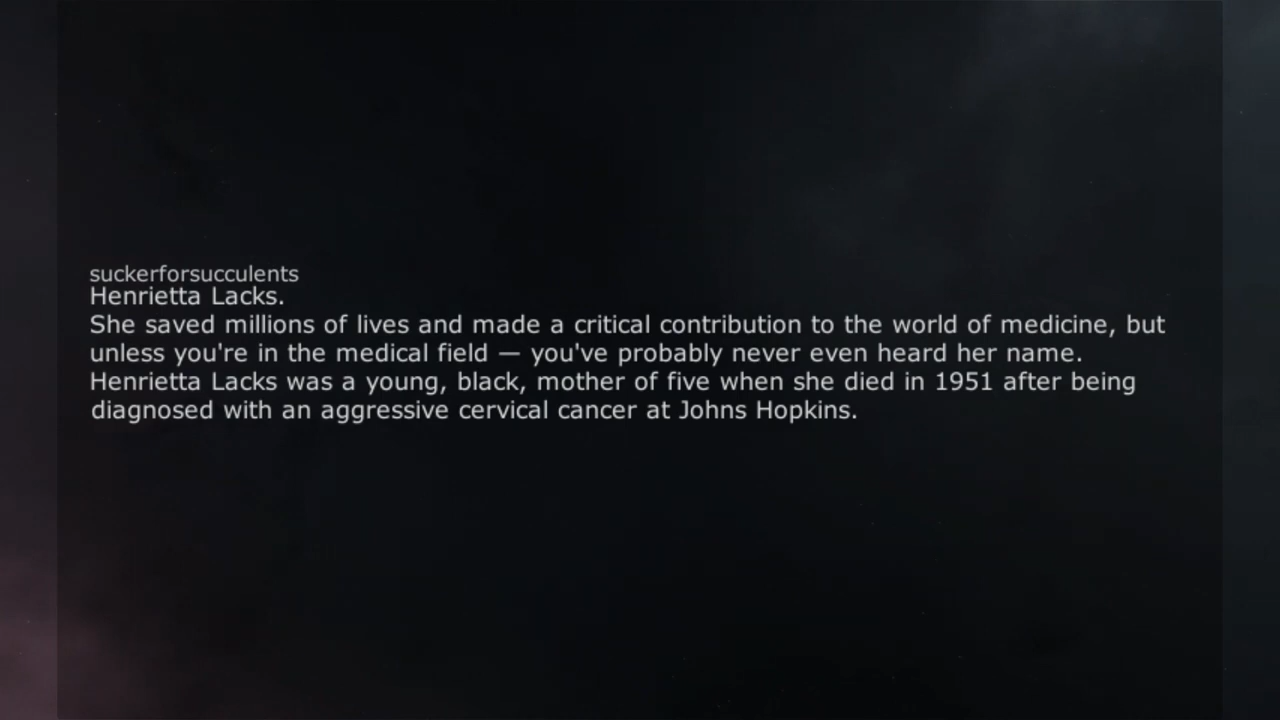 suckerforsucculents
Henrietta Lacks.
She saved millions of lives and made a critical contribution to the world of medicine, but
unless you're in the medical field — you've probably never even heard her name.
Henrietta Lacks was a young, black, mother of five when she died in 1951 after being
diagnosed with an aggressive cervical cancer at Johns Hopkins.